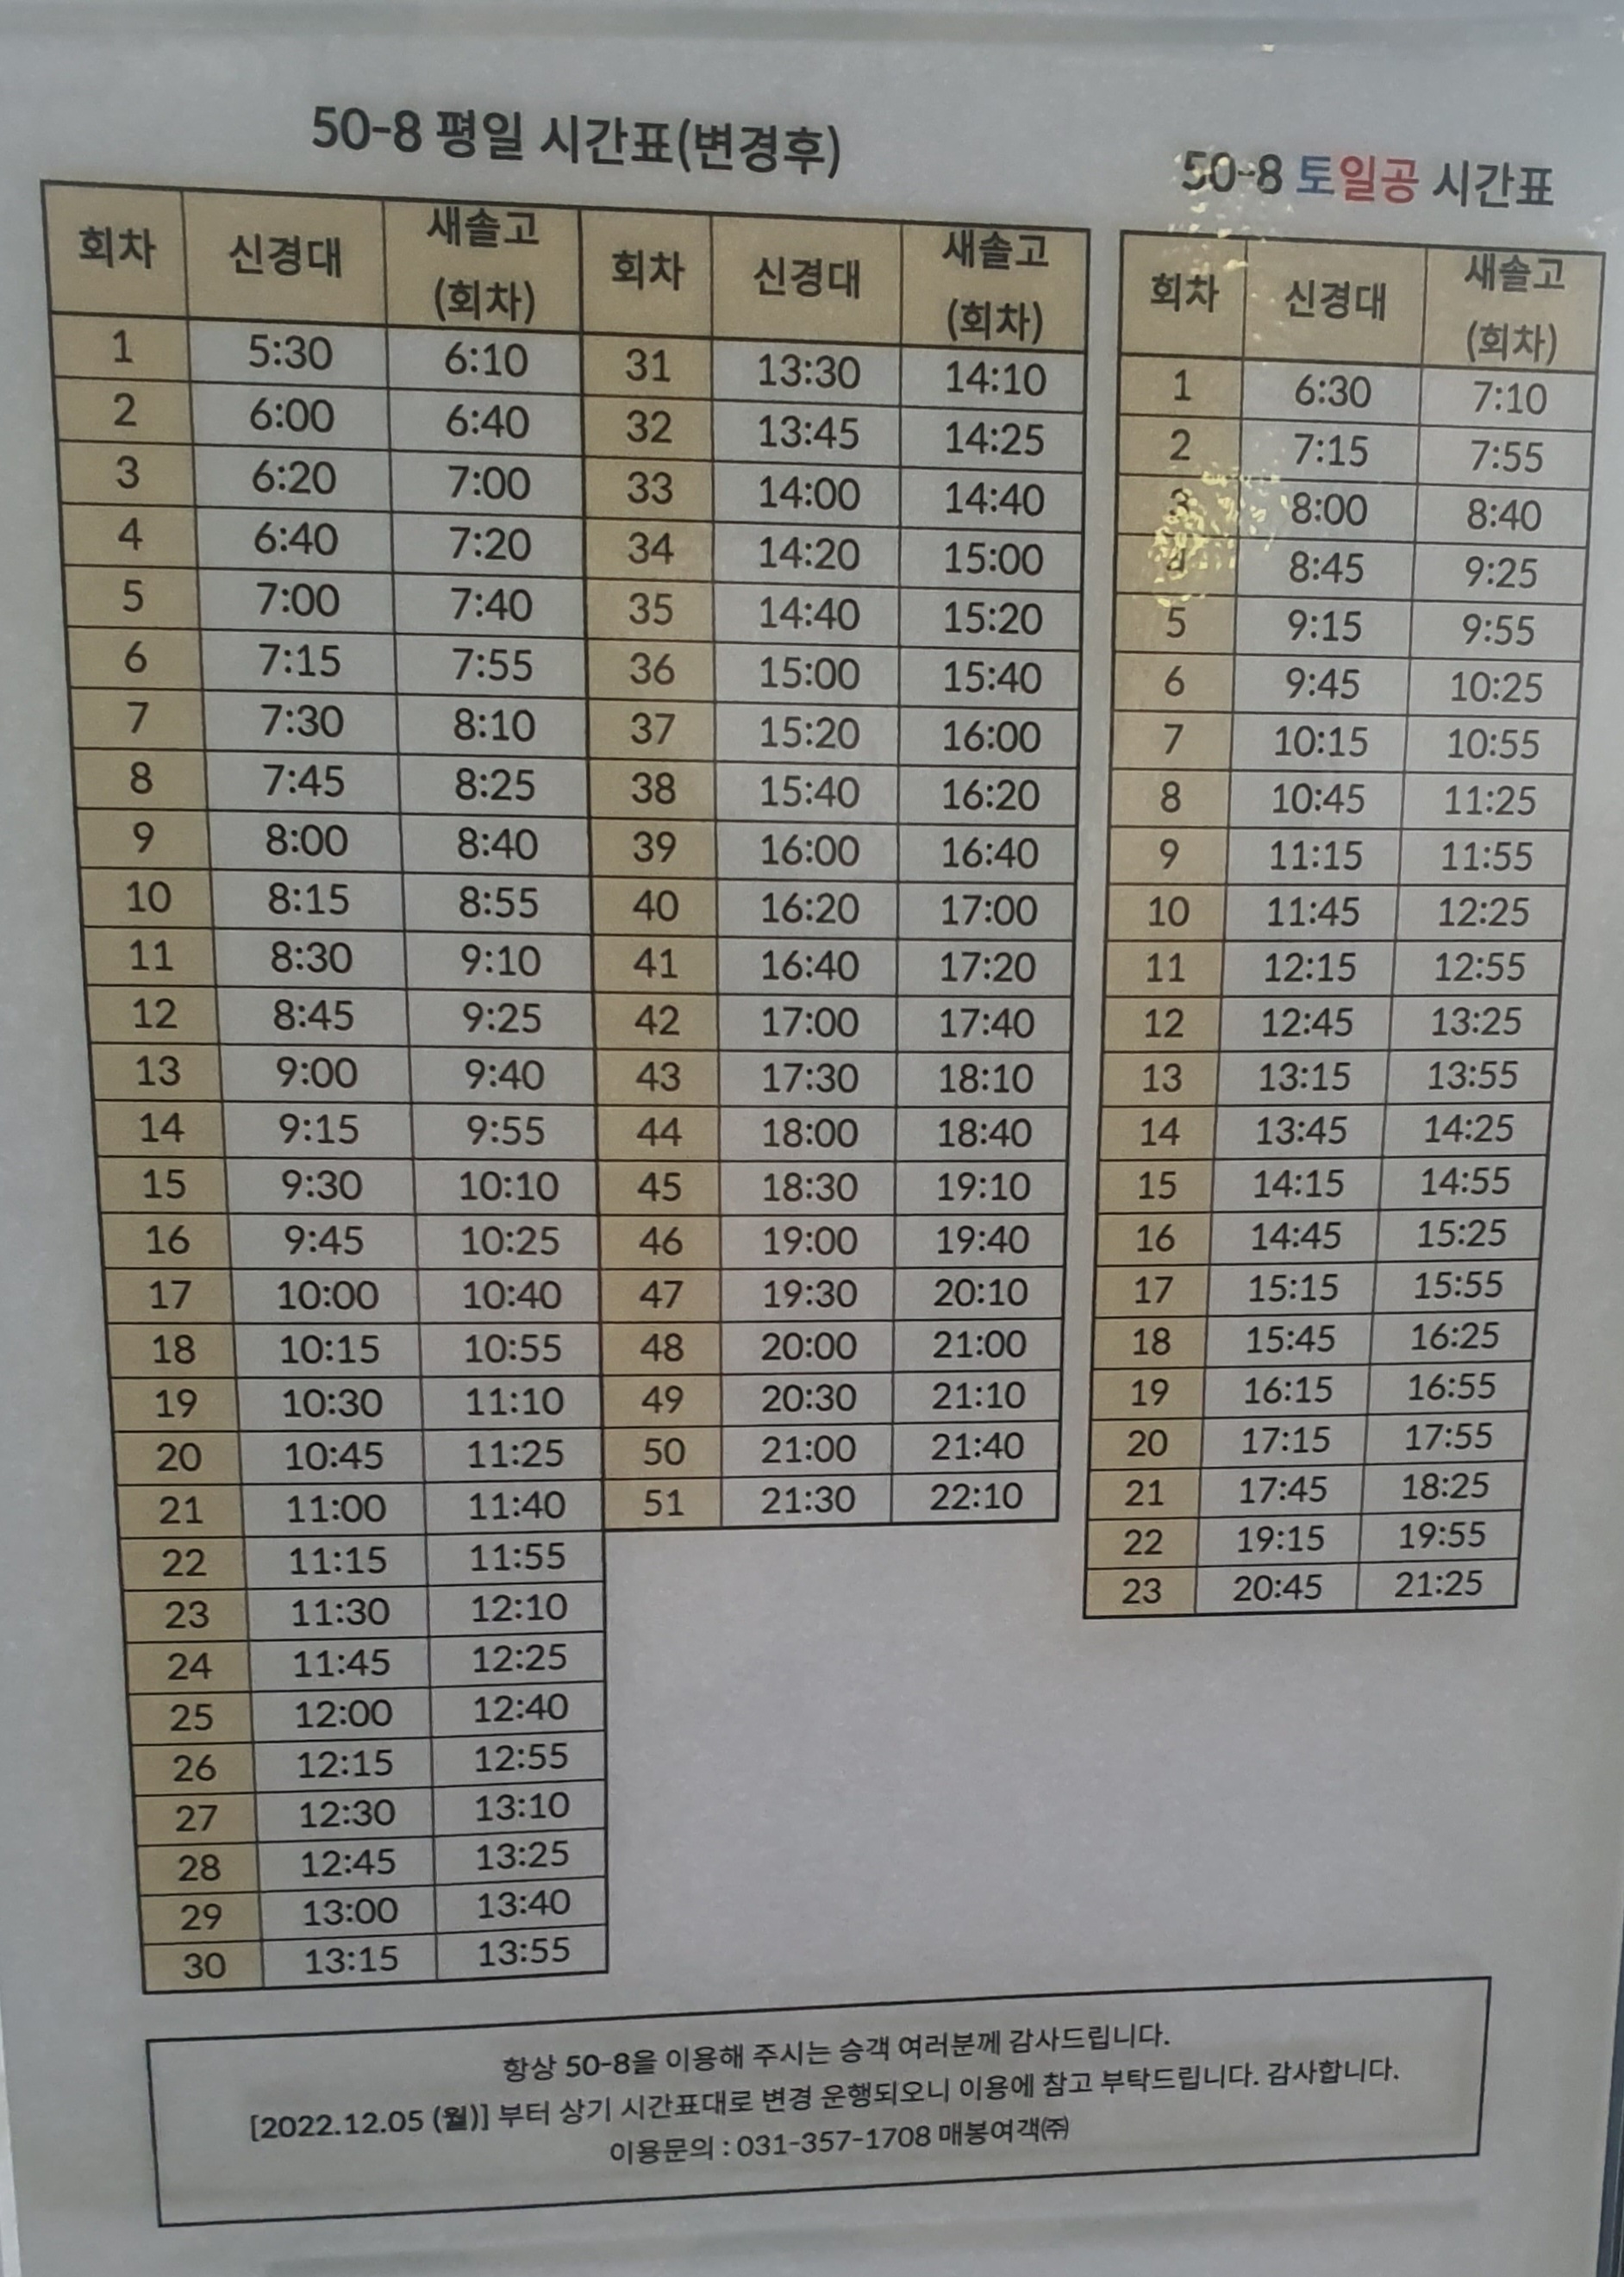 50-8 평일 시간표(변경후)
회차 신경대 새솔고 (회차) 회차 신경대 새솔고 (회차)
1 5:30 6:10 31 13:30 14:10
2 6:00 6:40 32 13:45 14:25
3 6:20 7:00 33 14:00 14:40
4 6:40 7:20 34 14:20 15:00
5 7:00 7:40 35 14:40 15:20
6 7:15 7:55 36 15:00 15:40
7 7:30 8:10 37 15:20 16:00
8 7:45 8:25 38 15:40 16:20
9 8:00 8:40 39 16:00 16:40
10 8:15 8:55 40 16:20 17:00
11 8:30 9:10 41 16:40 17:20
12 8:45 9:25 42 17:00 17:40
13 9:00 9:40 43 17:30 18:10
14 9:15 9:55 44 18:00 18:40
15 9:30 10:10 45 18:30 19:10
16 9:45 10:25 46 19:00 19:40
17 10:00 10:40 47 19:30 20:10
18 10:15 10:55 48 20:00 21:00
19 10:30 11:10 49 20:30 21:10
20 10:45 11:25 50 21:00 21:40
21 11:00 11:40 51 21:30 22:10
22 11:15 11:55
23 11:30 12:10
24 11:45 12:25
25 12:00 12:40
26 12:15 12:55
27 12:30 13:10
28 12:45 13:25
29 13:00 13:40
30 13:15 13:55
50-8 토일공 시간표
회차 신경대 새솔고 (회차)
1 6:30 7:10
2 7:15 7:55
3 8:00 8:40
4 8:45 9:25
5 9:15 9:55
6 9:45 10:25
7 10:15 10:55
8 10:45 11:25
9 11:15 11:55
10 11:45 12:25
11 12:15 12:55
12 12:45 13:25
13 13:15 13:55
14 13:45 14:25
15 14:15 14:55
16 14:45 15:25
17 15:15 15:55
18 15:45 16:25
19 16:15 16:55
20 17:15 17:55
21 17:45 18:25
22 19:15 19:55
23 20:45 21:25
항상 50-8을 이용해 주시는 승객 여러분께 감사드립니다.
[2022.12.05 (월)] 부터 상기 시간표대로 변경 운행되오니 이용에 참고 부탁드립니다. 감사합니다.
이용문의 : 031-357-1708 매봉여객㈜